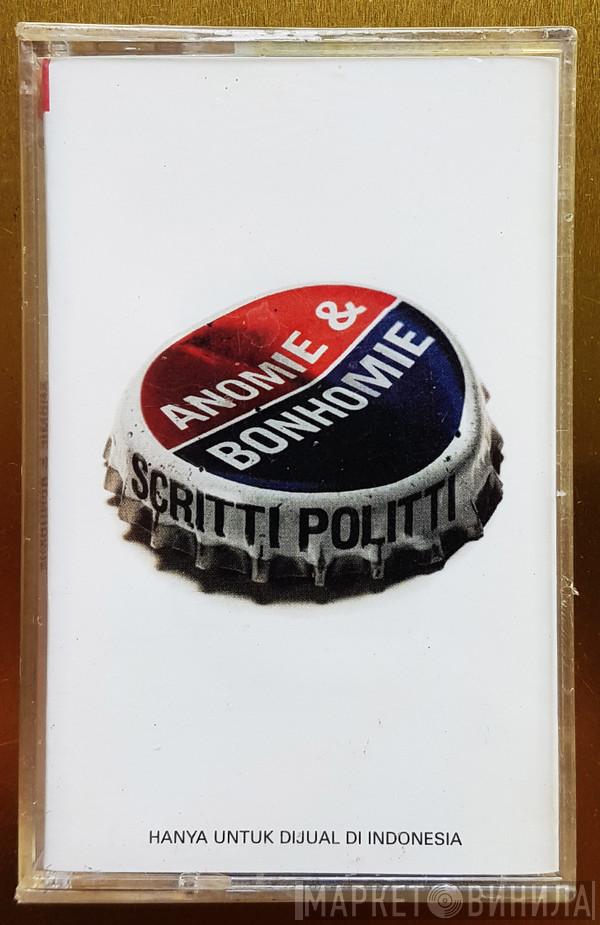 ANOMIE &
BONHOMIE
SCRITTI POLITTI
HANYA UNTUK DIJUAL DI INDONESIA
МАРКЕТ ВИНИЛА